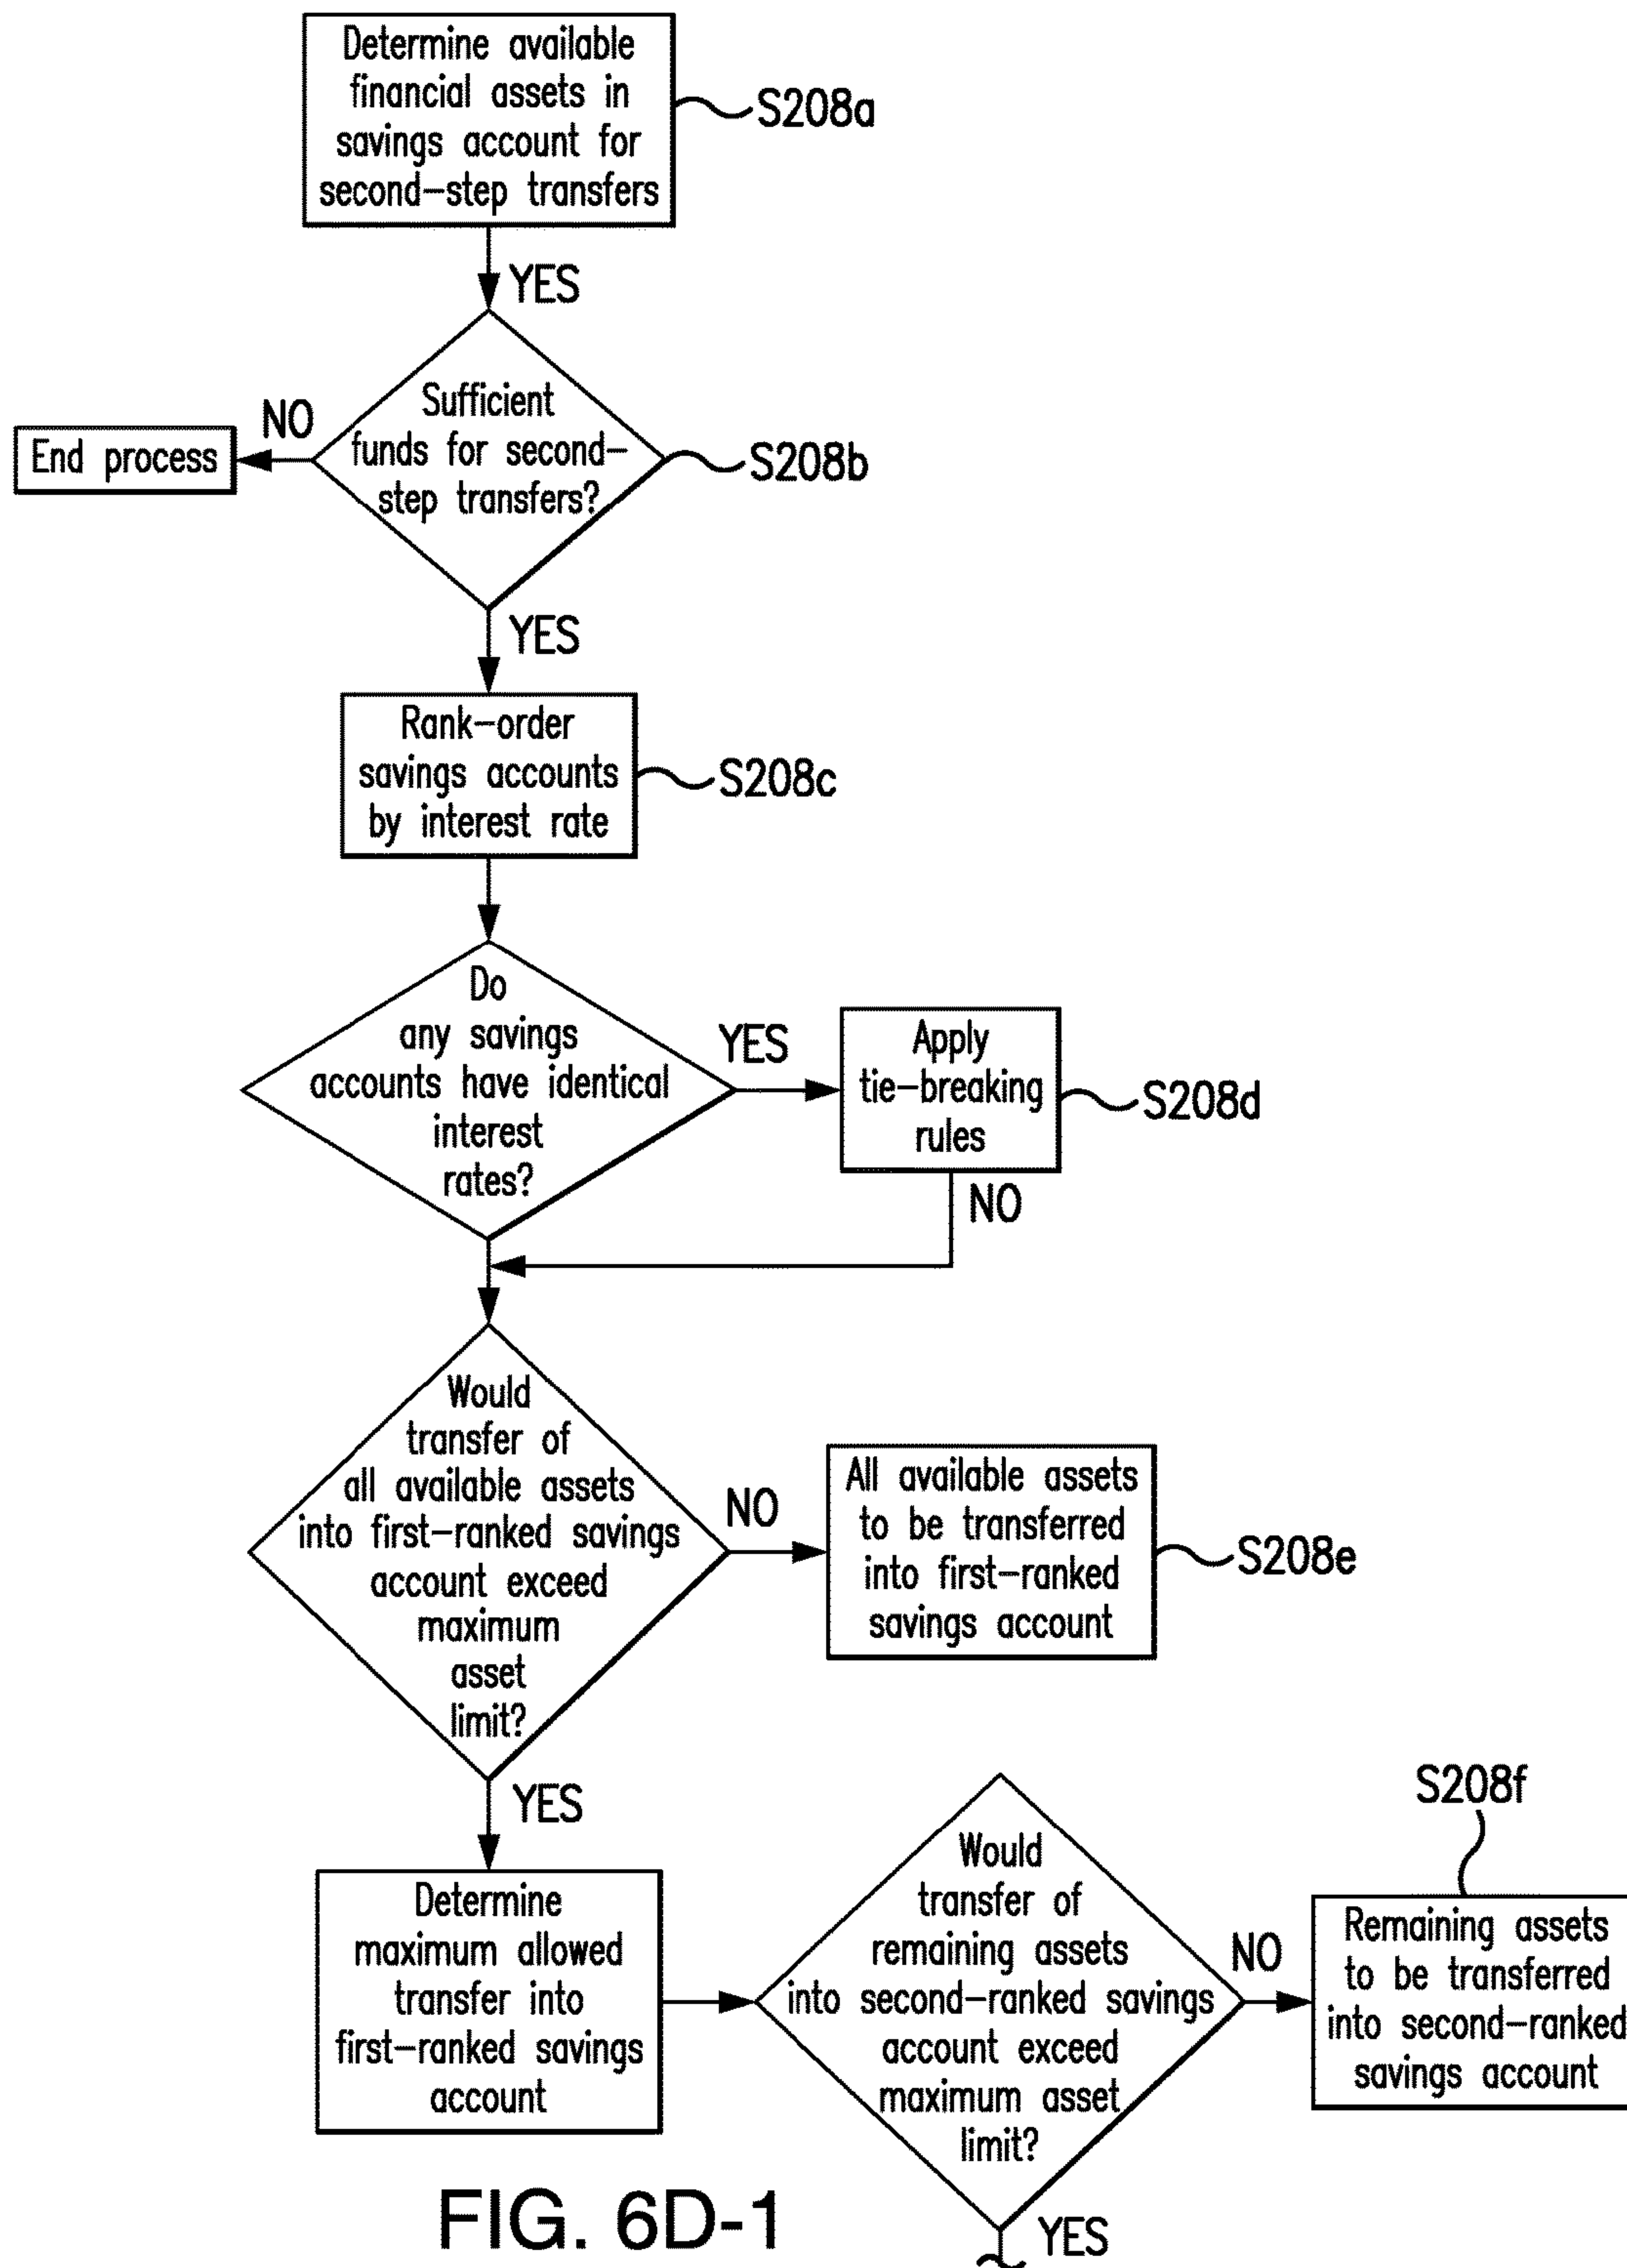 Determine available
financial assets in
savings account for
second-step transfers
S208a
YES
Sufficient
funds for second-
step transfers?
S208b
NO
End process
YES
Rank-order
savings accounts
by interest rate
S208c
Do
any savings
accounts have identical
interest
rates?
YES
Apply
tie-breaking
rules
S208d
NO
Would
transfer of
all available assets
into first-ranked savings
account exceed
maximum
asset
limit?
NO
All available assets
to be transferred
into first-ranked
savings account
S208e
YES
Determine
maximum allowed
transfer into
first-ranked savings
account
Would
transfer of
remaining assets
into second-ranked savings
account exceed
maximum asset
limit?
NO
S208f
Remaining assets
to be transferred
into second-ranked
savings account
YES
FIG. 6D-1